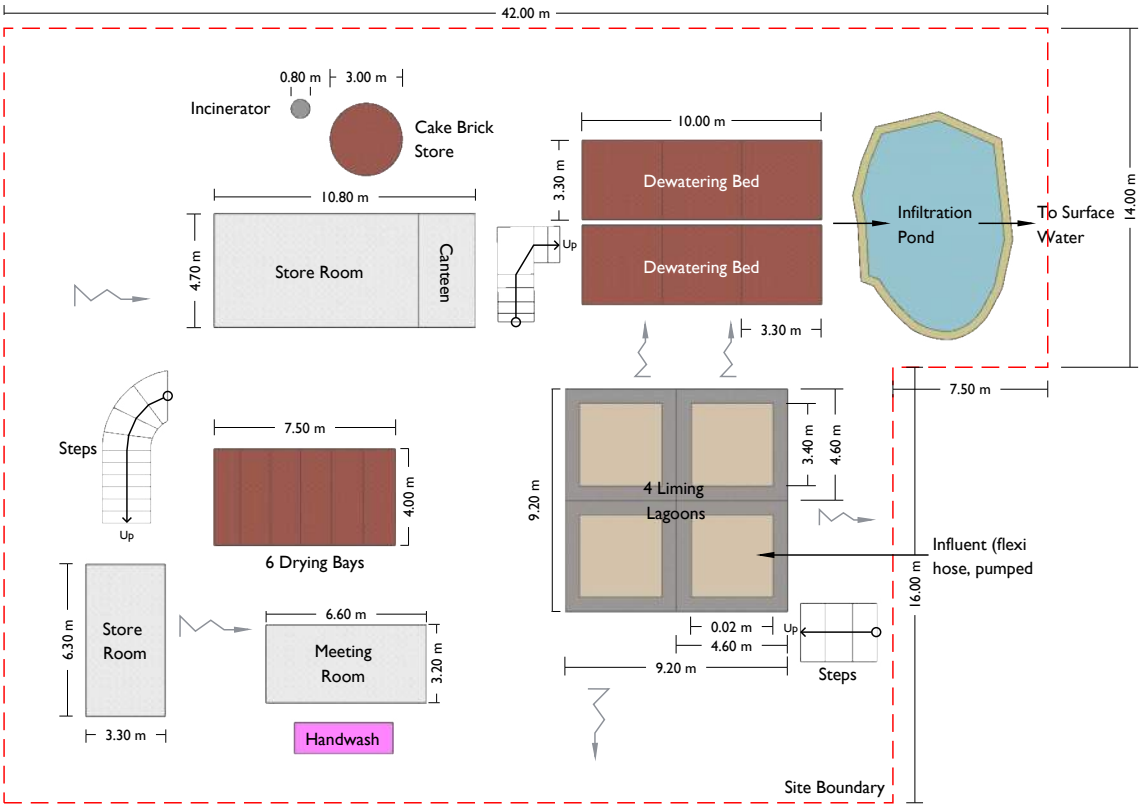 42.00 m
0.80 m
3.00 m
Incinerator
Cake Brick
Store
10.00 m
14.00 m
3.30 m
Dewatering Bed
Infiltration
Pond
To Surface
Water
10.80 m
4.70 m
Store Room
Canteen
Up
Dewatering Bed
3.30 m
7.50 m
Steps
Up
7.50 m
4.00 m
6 Drying Bays
9.20 m
3.40 m
4.60 m
4 Liming
Lagoons
Influent (flexi
hose, pumped
16.00 m
0.02 m
4.60 m
9.20 m
Up
Steps
6.30 m
Store
Room
3.30 m
6.60 m
Meeting
Room
3.20 m
Handwash
Site Boundary